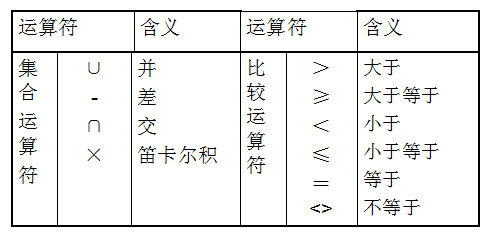 运算符 含义 运算符 含义
集合运算符 ∪ 并 比较运算符 > 大于
- 差 ≥ 大于等于
∩ 交 < 小于
× 笛卡尔积 ≤ 小于等于
= 等于
<> 不等于